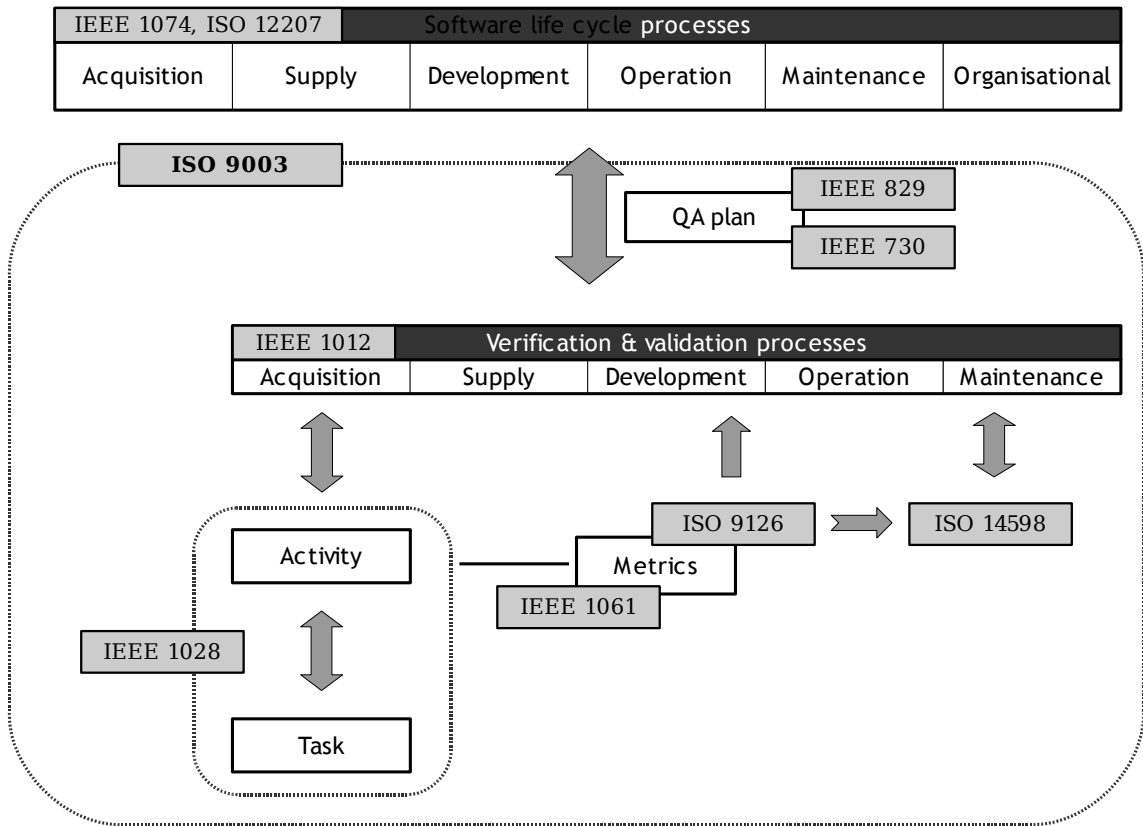 IEEE 1074, ISO 12207 Software life cycle processes
Acquisition Supply Development Operation Maintenance Organisational
ISO 9003
IEEE 829
QA plan
IEEE 730
IEEE 1012 Verification & validation processes
Acquisition Supply Development Operation Maintenance
ISO 9126 ISO 14598
Activity
Metrics
IEEE 1061
IEEE 1028
Task